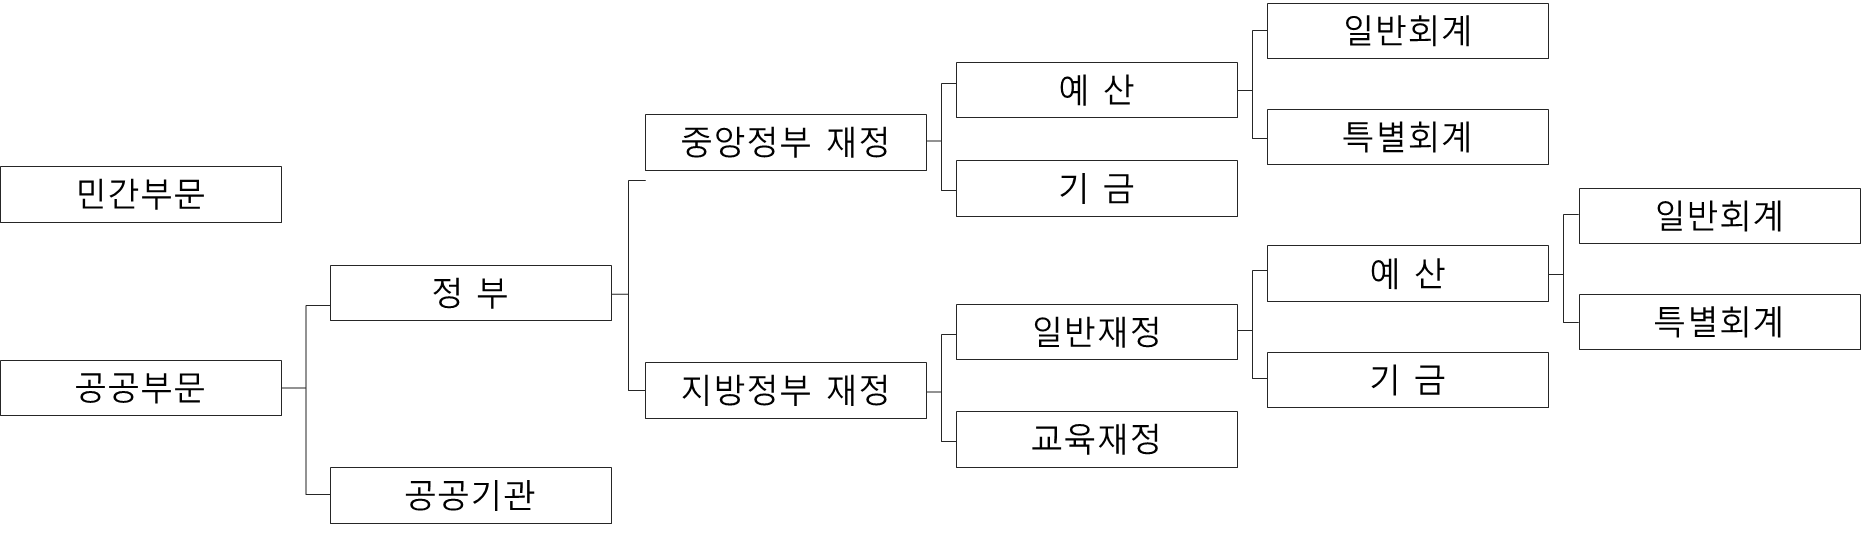 일반회계
예 산
특별회계
중앙정부 재정
기 금
민간부문
일반회계
예 산
정 부
특별회계
일반재정
기 금
지방정부 재정
공공부문
교육재정
공공기관